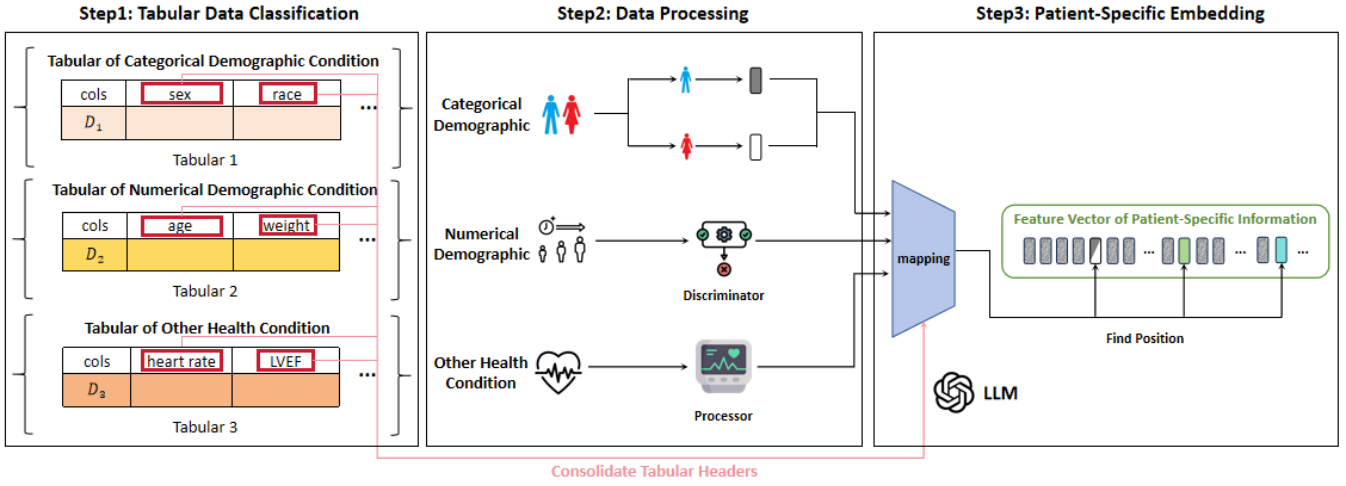 Step1: Tabular Data Classification
Step2: Data Processing
Step3: Patient-Specific Embedding
Tabular of Categorical Demographic Condition
cols sex race ...
D₁
Tabular 1
Tabular of Numerical Demographic Condition
cols age weight ...
D₂
Tabular 2
Tabular of Other Health Condition
cols heart rate LVEF ...
D₃
Tabular 3
Categorical
Demographic
Numerical
Demographic
Discriminator
Other Health
Condition
Processor
mapping
Feature Vector of Patient-Specific Information
... ... ...
Find Position
LLM
Consolidate Tabular Headers